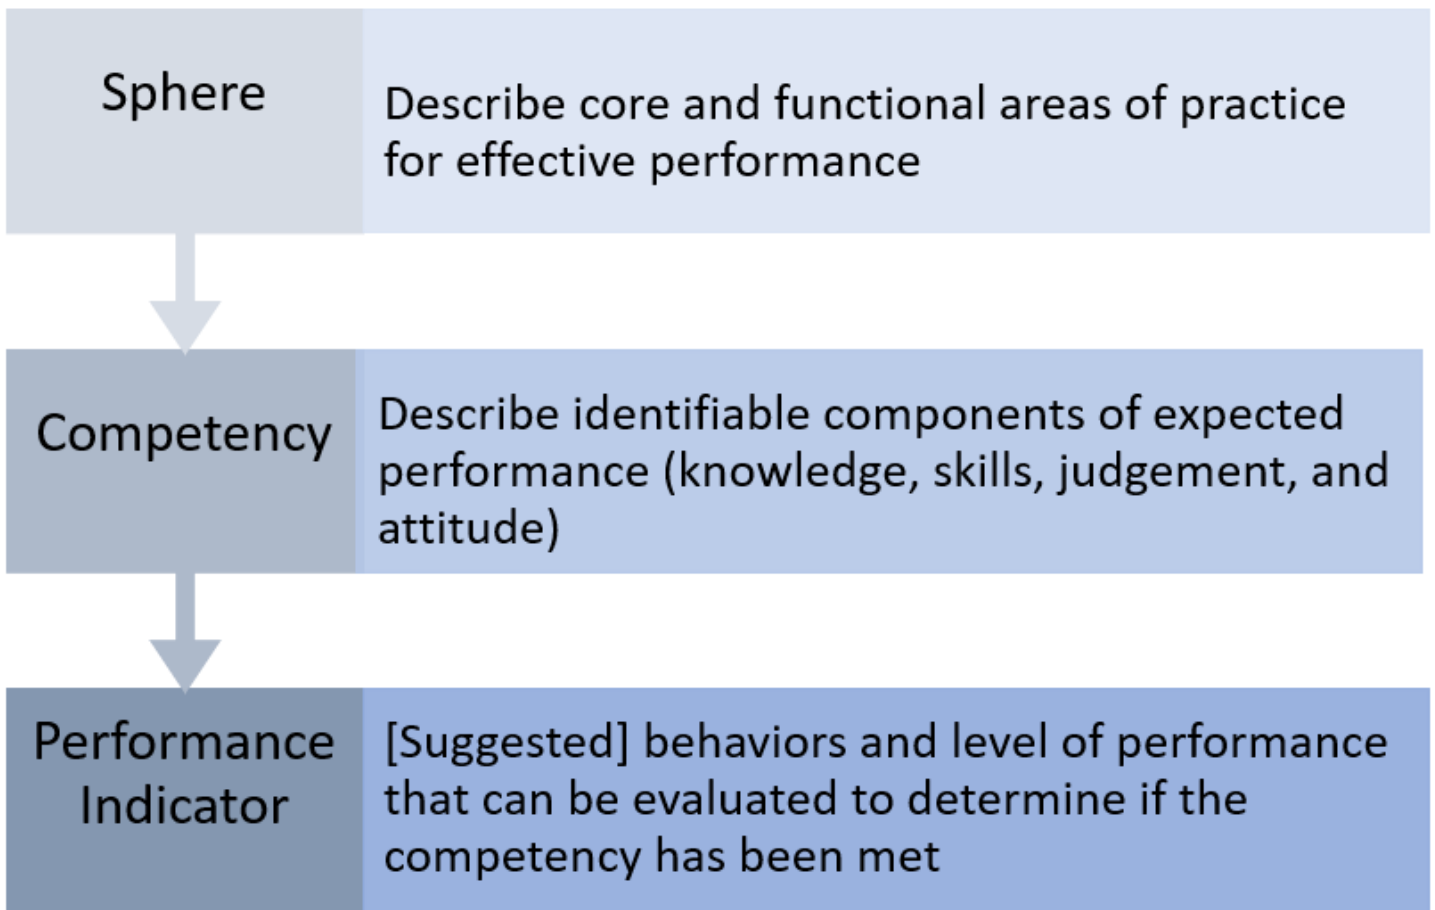 Sphere
Describe core and functional areas of practice
for effective performance
Competency
Describe identifiable components of expected
performance (knowledge, skills, judgement, and
attitude)
Performance
Indicator
[Suggested] behaviors and level of performance
that can be evaluated to determine if the
competency has been met